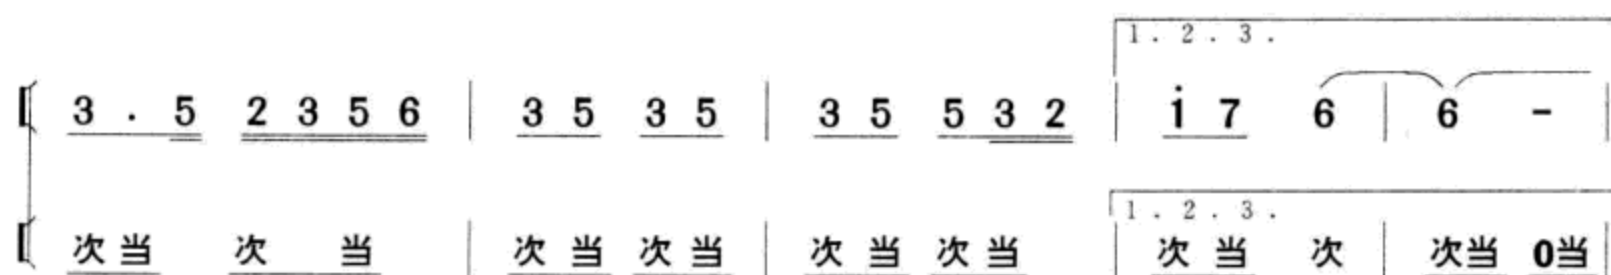 1.2.3.
3.5 2356 | 35 35 | 35 532 | i7 6 | 6 - |
1.2.3.
次当 次当 | 次当 次当 | 次当 次当 | 次当 次 | 次当 0当 |